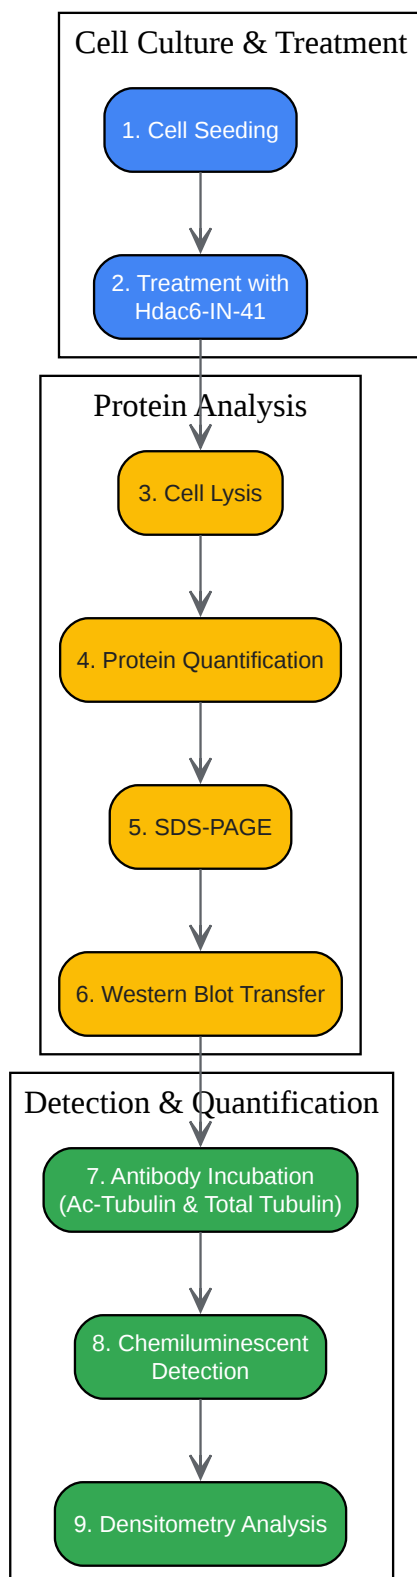 Cell Culture & Treatment
1. Cell Seeding
2. Treatment with
Hdac6-IN-41
Protein Analysis
3. Cell Lysis
4. Protein Quantification
5. SDS-PAGE
6. Western Blot Transfer
Detection & Quantification
7. Antibody Incubation
(Ac-Tubulin & Total Tubulin)
8. Chemiluminescent
Detection
9. Densitometry Analysis